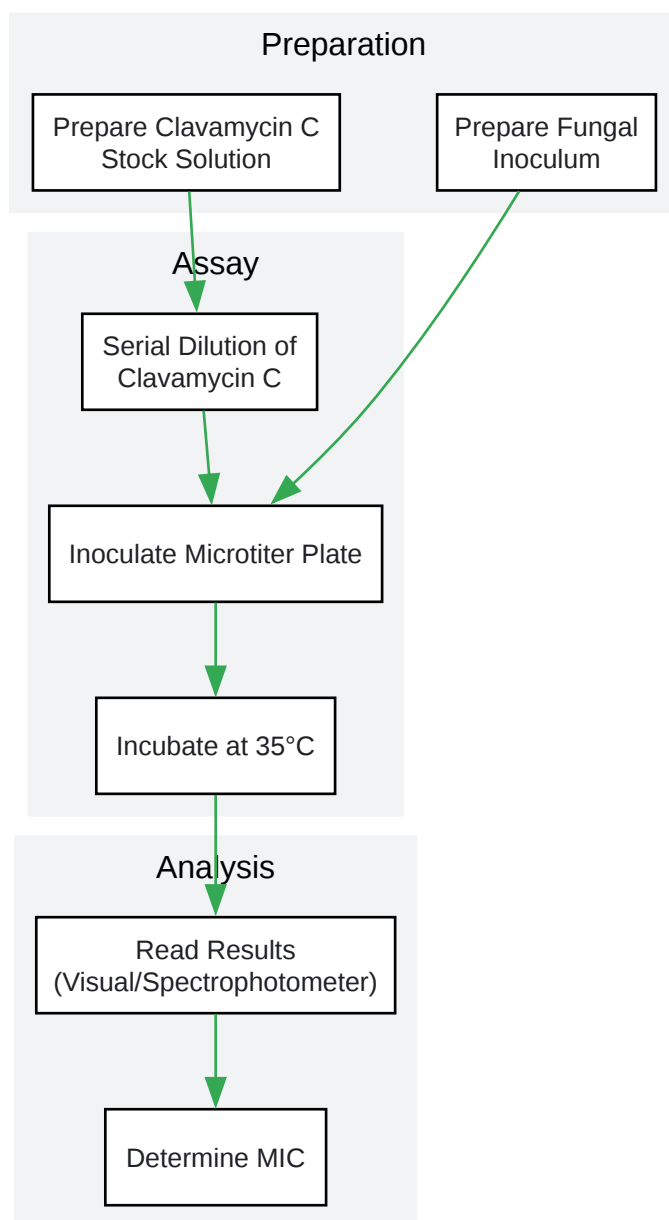 Preparation
Prepare Clavamycin C
Stock Solution
Prepare Fungal
Inoculum
Assay
Serial Dilution of
Clavamycin C
Inoculate Microtiter Plate
Incubate at 35°C
Analysis
Read Results
(Visual/Spectrophotometer)
Determine MIC